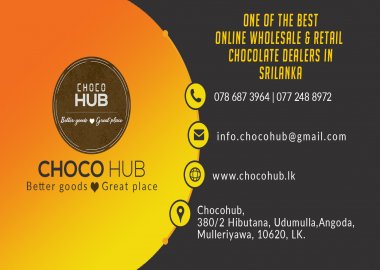 ONE OF THE BEST
ONLINE WHOLESALE & RETAIL
CHOCOLATE DEALERS IN
SRILANKA
CHOCO
HUB
Better goods ♥ Great place
CHOCO HUB
Better goods ♥ Great place
078 687 3964 | 077 248 8972
info.chocohub@gmail.com
www.chocohub.lk
Chocohub,
380/2 Hibutana, Udumulla,Angoda,
Mulleriyawa, 10620, LK.